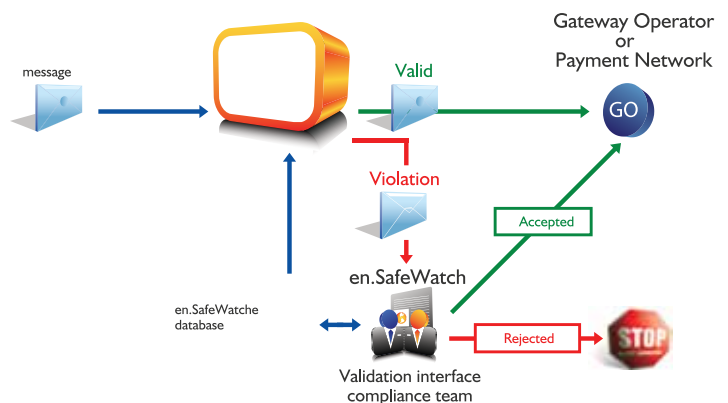 Gateway Operator
or
Payment Network
message
Valid
GO
Violation
Accepted
en.SafeWatch
en.SafeWatche
database
Rejected
STOP
Validation interface
compliance team